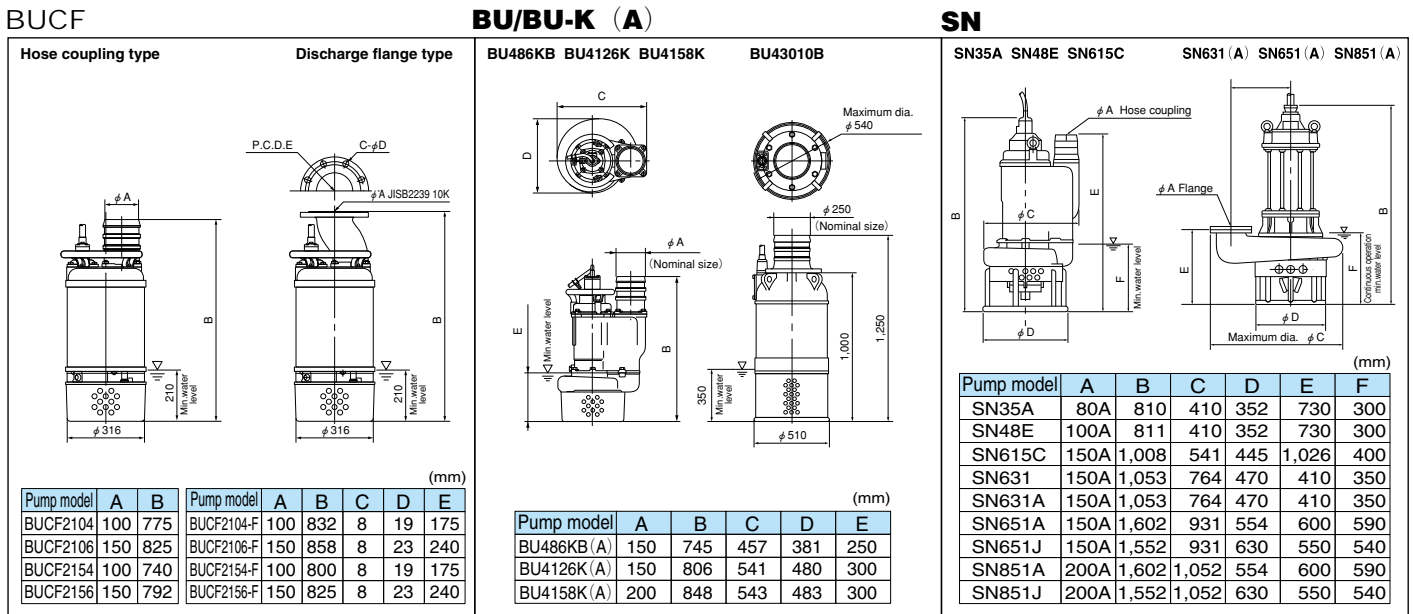 BUCF
Hose coupling type
Discharge flange type
P.C.D.E
C-φD
φA JISB2239 10K
φA
B
B
210
Min.water
level
210
Min.water
level
φ316
φ316
(mm)
Pump model A B
BUCF2104 100 775
BUCF2106 150 825
BUCF2154 100 740
BUCF2156 150 792
Pump model A B C D E
BUCF2104-F 100 832 8 19 175
BUCF2106-F 150 858 8 23 240
BUCF2154-F 100 800 8 19 175
BUCF2156-F 150 825 8 23 240
BU/BU-K (A)
BU486KB BU4126K BU4158K
BU43010B
C
D
Maximum dia.
φ540
φ250
(Nominal size)
φA
(Nominal size)
E
Min.water level
B
1,000
1,250
350
Min.water
level
φ510
(mm)
Pump model A B C D E
BU486KB(A) 150 745 457 381 250
BU4126K(A) 150 806 541 480 300
BU4158K(A) 200 848 543 483 300
SN
SN35A SN48E SN615C
SN631(A) SN651(A) SN851(A)
φA Hose coupling
φA Flange
B
φC
E
F
Min.water level
φD
B
E
F
Continuous operation
min.water level
φD
Maximum dia. φC
(mm)
Pump model A B C D E F
SN35A 80A 810 410 352 730 300
SN48E 100A 811 410 352 730 300
SN615C 150A 1,008 541 445 1,026 400
SN631 150A 1,053 764 470 410 350
SN631A 150A 1,053 764 470 410 350
SN651A 150A 1,602 931 554 600 590
SN651J 150A 1,552 931 630 550 540
SN851A 200A 1,602 1,052 554 600 590
SN851J 200A 1,552 1,052 630 550 540